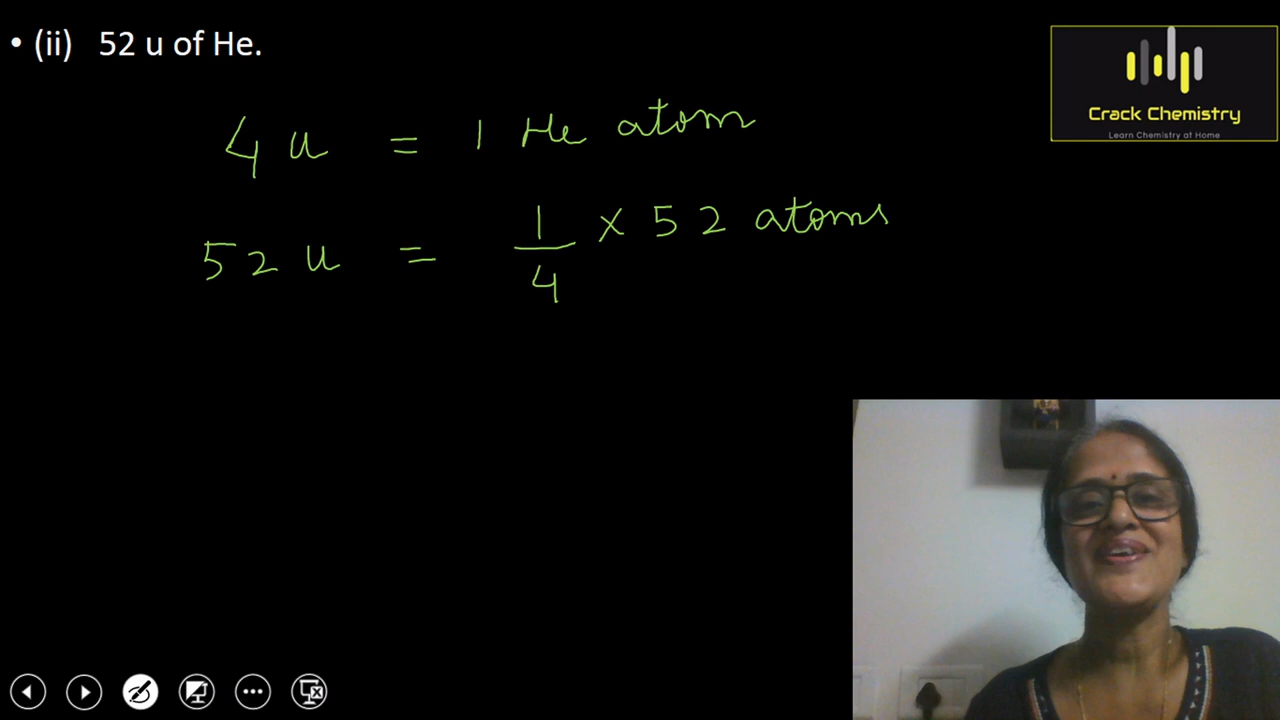 • (ii) 52 u of He.
Crack Chemistry
Learn Chemistry at Home
4 u = 1 He atom
52 u = 1/4 × 52 atoms